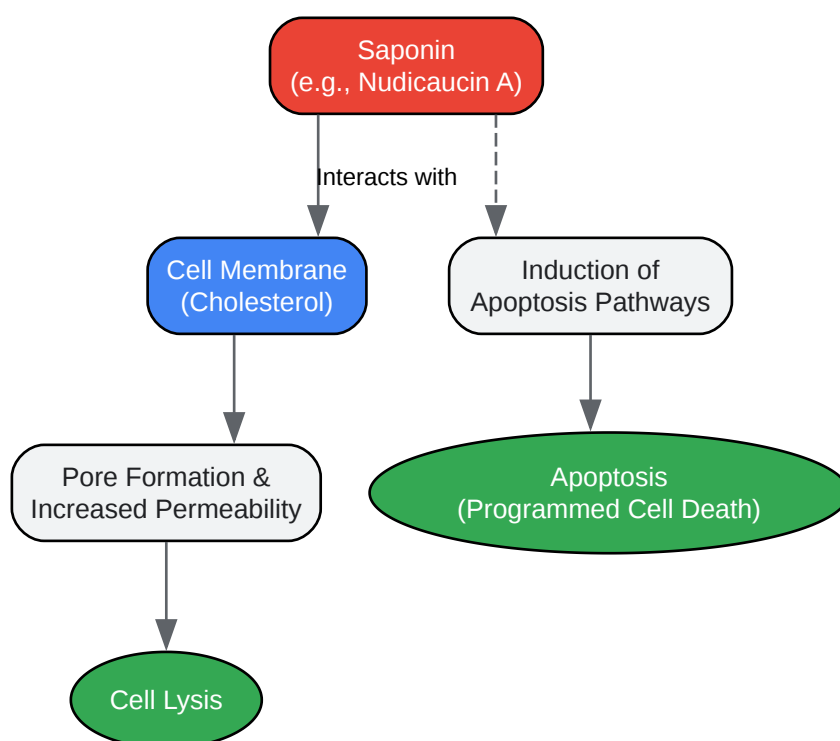 Saponin
(e.g., Nudicaucin A)
Interacts with
Cell Membrane
(Cholesterol)
Induction of
Apoptosis Pathways
Pore Formation &
Increased Permeability
Apoptosis
(Programmed Cell Death)
Cell Lysis